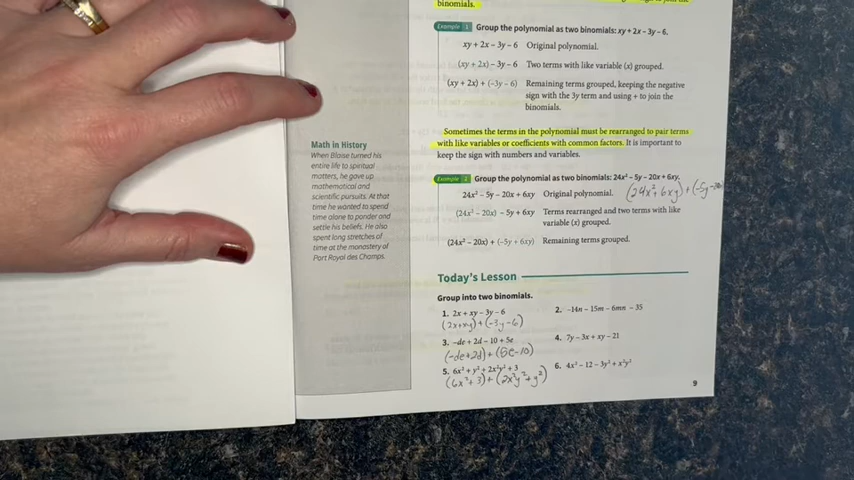 binomials.
Example 1 Group the polynomial as two binomials: xy + 2x − 3y − 6.
xy + 2x − 3y − 6 Original polynomial.
(xy + 2x) − 3y − 6 Two terms with like variable (x) grouped.
(xy + 2x) + (−3y − 6) Remaining terms grouped, keeping the negative
sign with the 3y term and using + to join the
binomials.
Sometimes the terms in the polynomial must be rearranged to pair terms
with like variables or coefficients with common factors. It is important to
keep the sign with numbers and variables.
Example 2 Group the polynomial as two binomials: 24x² − 5y − 20x + 6xy.
24x² − 5y − 20x + 6xy Original polynomial. (24x² + 6xy) + (−5y −20x
(24x² − 20x) − 5y + 6xy Terms rearranged and two terms with like
variable (x) grouped.
(24x² − 20x) + (−5y + 6xy) Remaining terms grouped.
Math in History
When Blaise turned his
entire life to spiritual
matters, he gave up
mathematical and
scientific pursuits. At that
time he wanted to spend
time alone to ponder and
settle his beliefs. He also
spent long stretches of
time at the monastery of
Port Royal des Champs.
Today's Lesson
Group into two binomials.
1. 2x + xy − 3y − 6
(2x+xy) + (−3y−6)
2. −14n − 15m − 6mn − 35
3. −de + 2d − 10 + 5e
(−de+2d) + (5e−10)
4. 7y − 3x + xy − 21
5. 6x² + y² + 2x²y² + 3
(6x²+3) + (2x²y²+y²)
6. 4x² − 12 − 3y² + x²y²
9